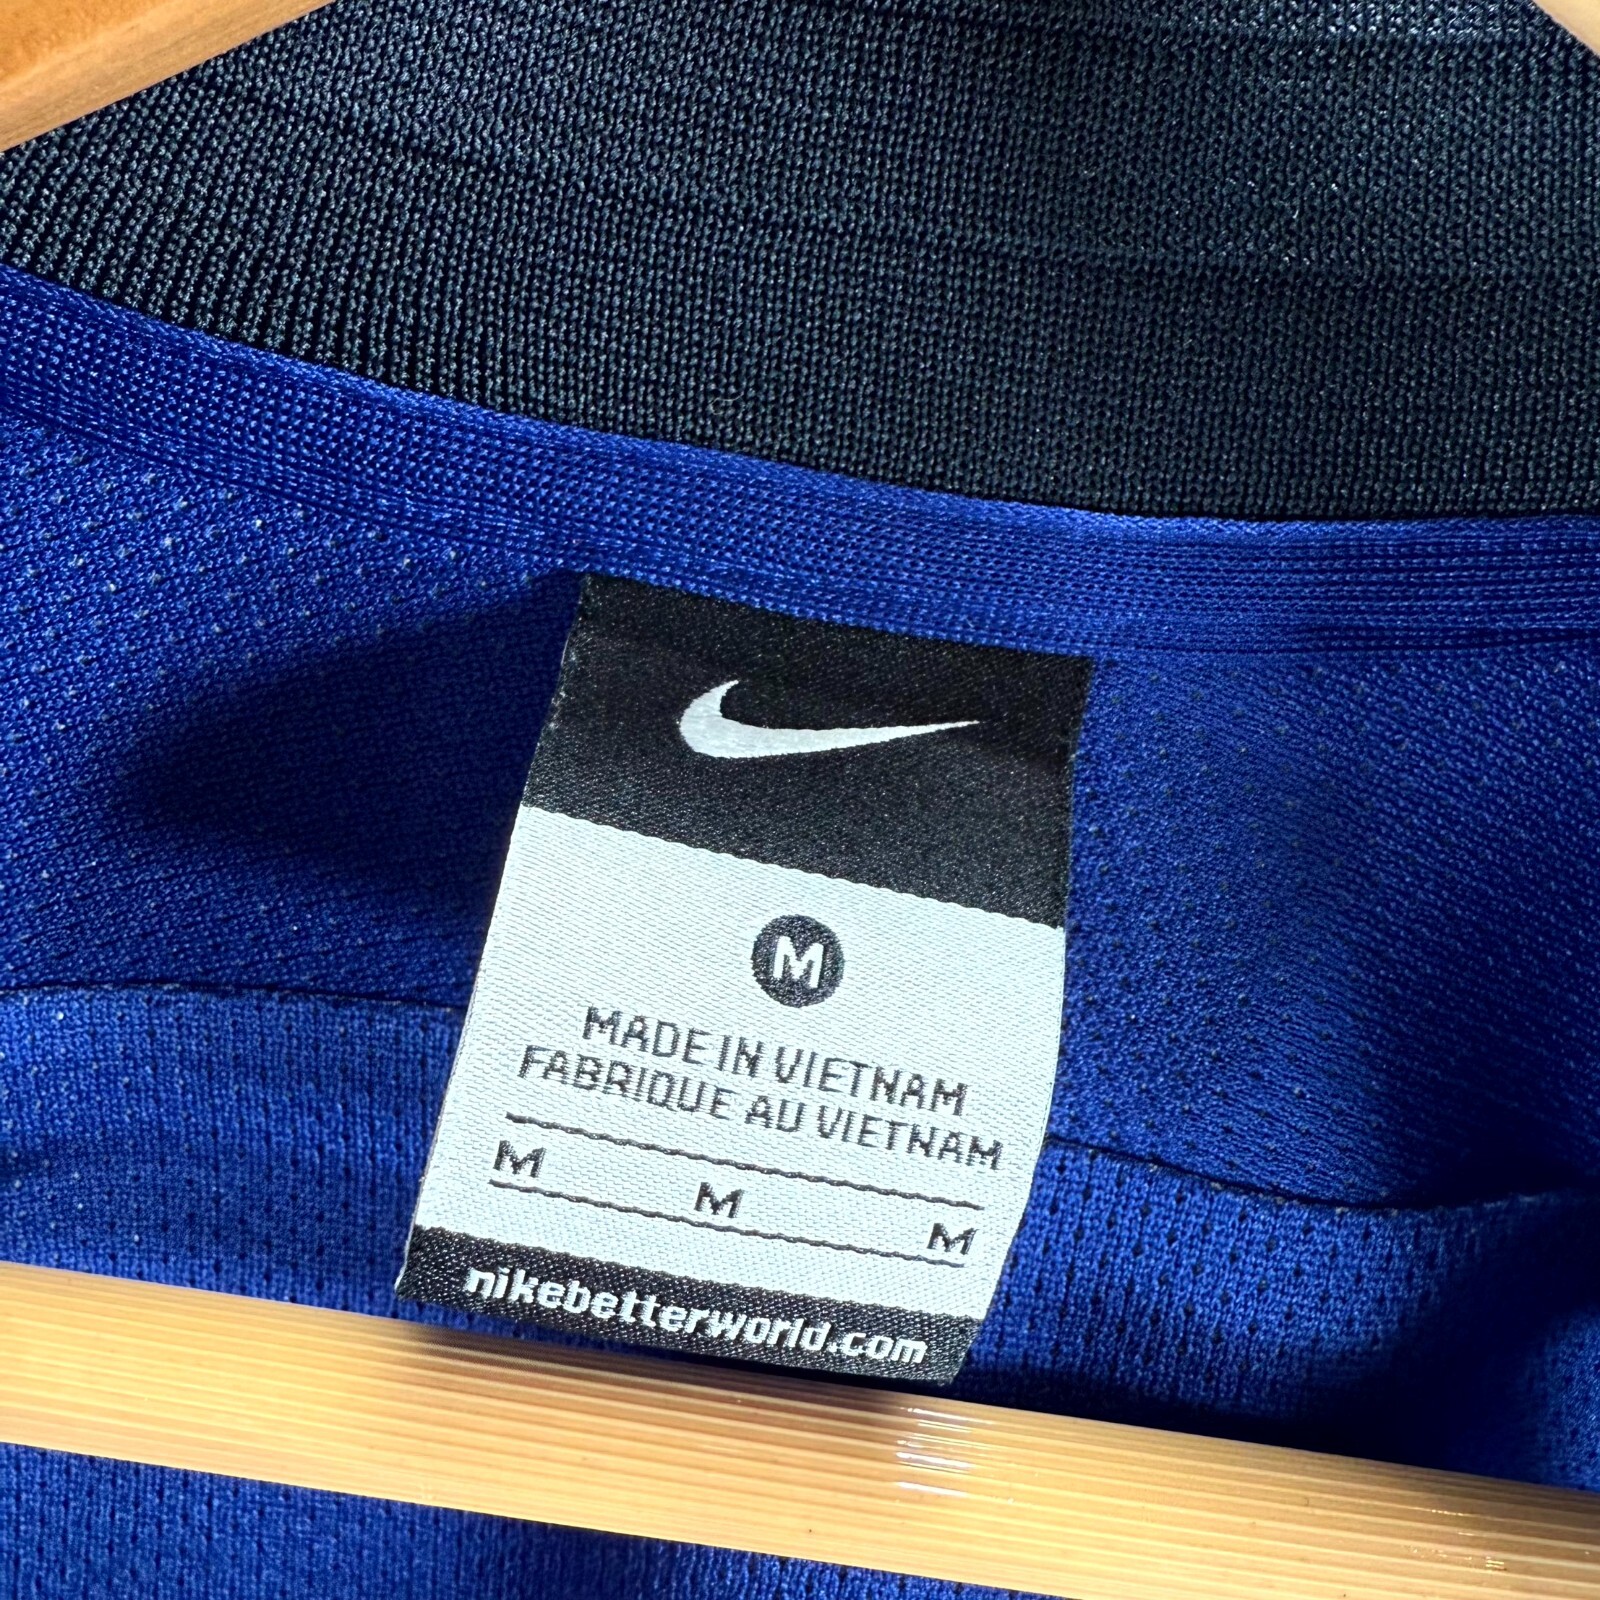 M
MADE IN VIETNAM
FABRIQUE AU VIETNAM
M M M
nikebetterworld.com